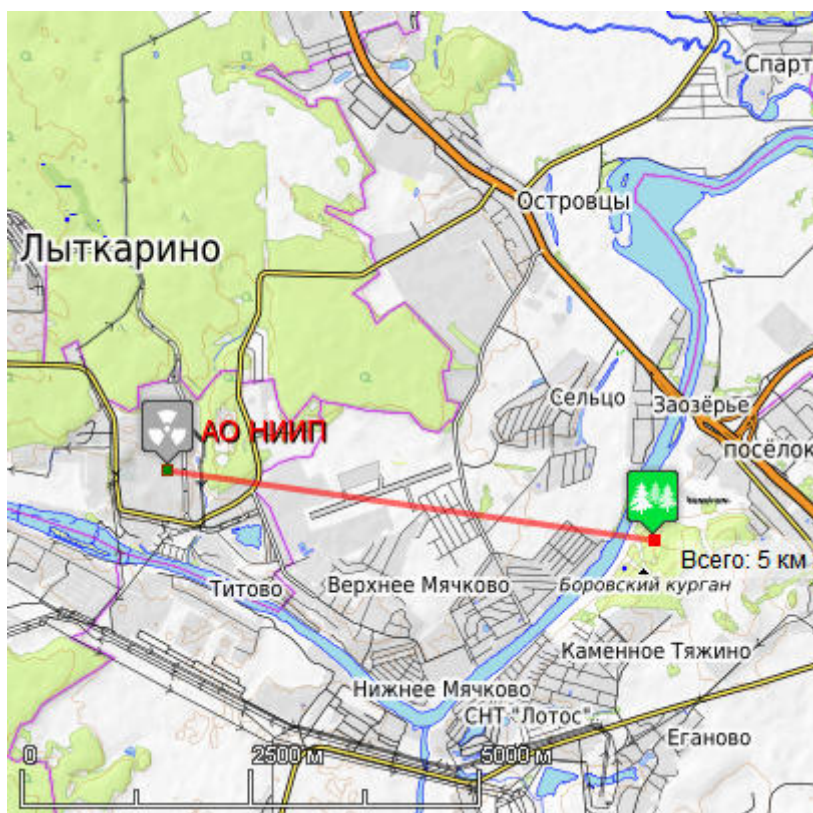 Спарт
Островцы
Лыткарино
Сельцо
Заозёрье
АО НИИП
посёлок
Всего: 5 км
Титово
Верхнее Мячково
Боровский курган
Каменное Тяжино
Нижнее Мячково
СНТ "Лотос"
Еганово
0
2500 м
5000 м